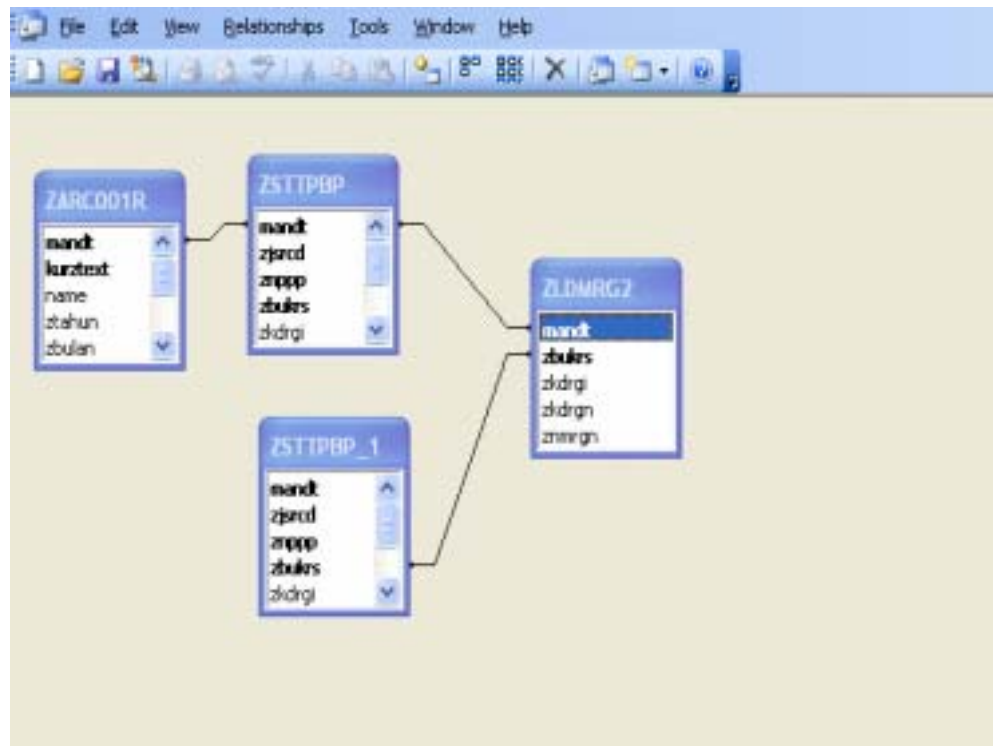 File Edit View Relationships Tools Window Help
ZARC001R
mandt
kurztext
name
ztahun
zbulan
ZSTTPBP
mandt
zjsrcd
znppp
zbukrs
zkdrgi
ZLDMRG2
mandt
zbukrs
zkdrgi
zkdrgn
znmrgn
ZSTTPBP_1
mandt
zjsrcd
znppp
zbukrs
zkdrgi